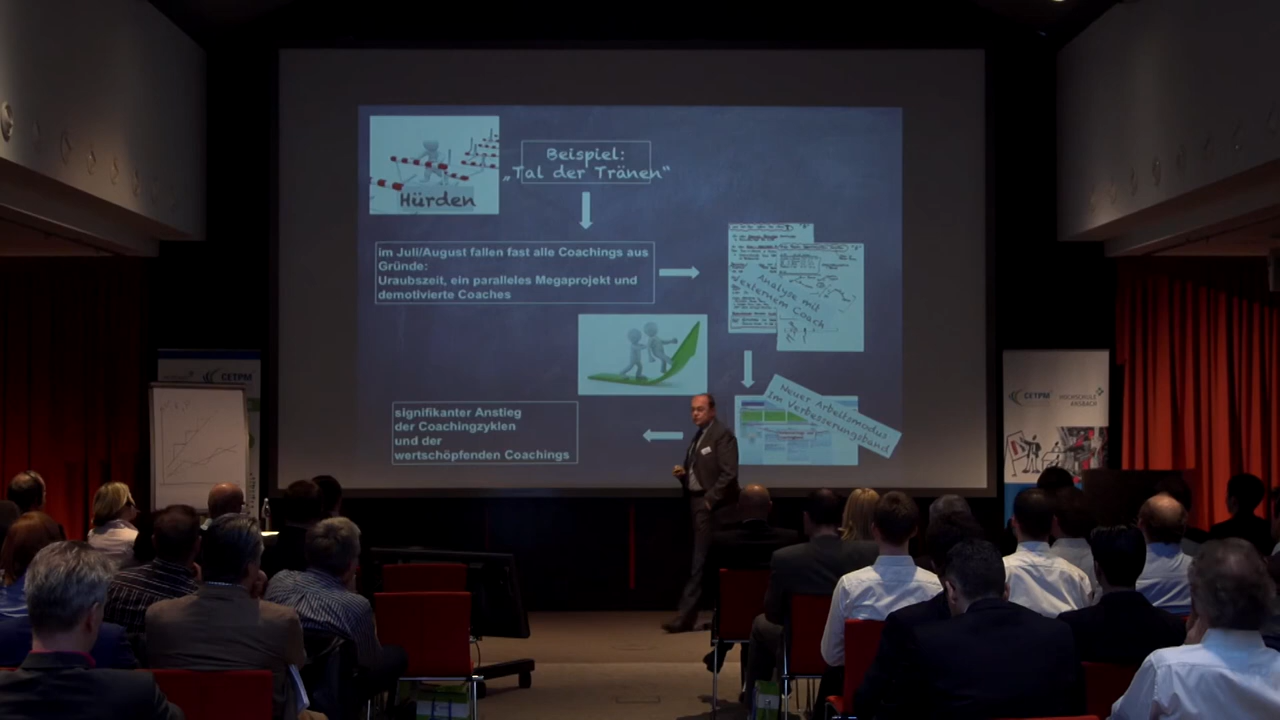 Beispiel:
„Tal der Tränen“
Hürden
im Juli/August fallen fast alle Coachings aus
Gründe:
Uraubszeit, ein paralleles Megaprojekt und
demotivierte Coaches
Analyse mit
externem Coach
Neuer Arbeitsmodus
Im Verbesserungsband
signifikanter Anstieg
der Coachingzyklen
und der
wertschöpfenden Coachings
CETPM
CETPM
HOCHSCHULE
ANSBACH